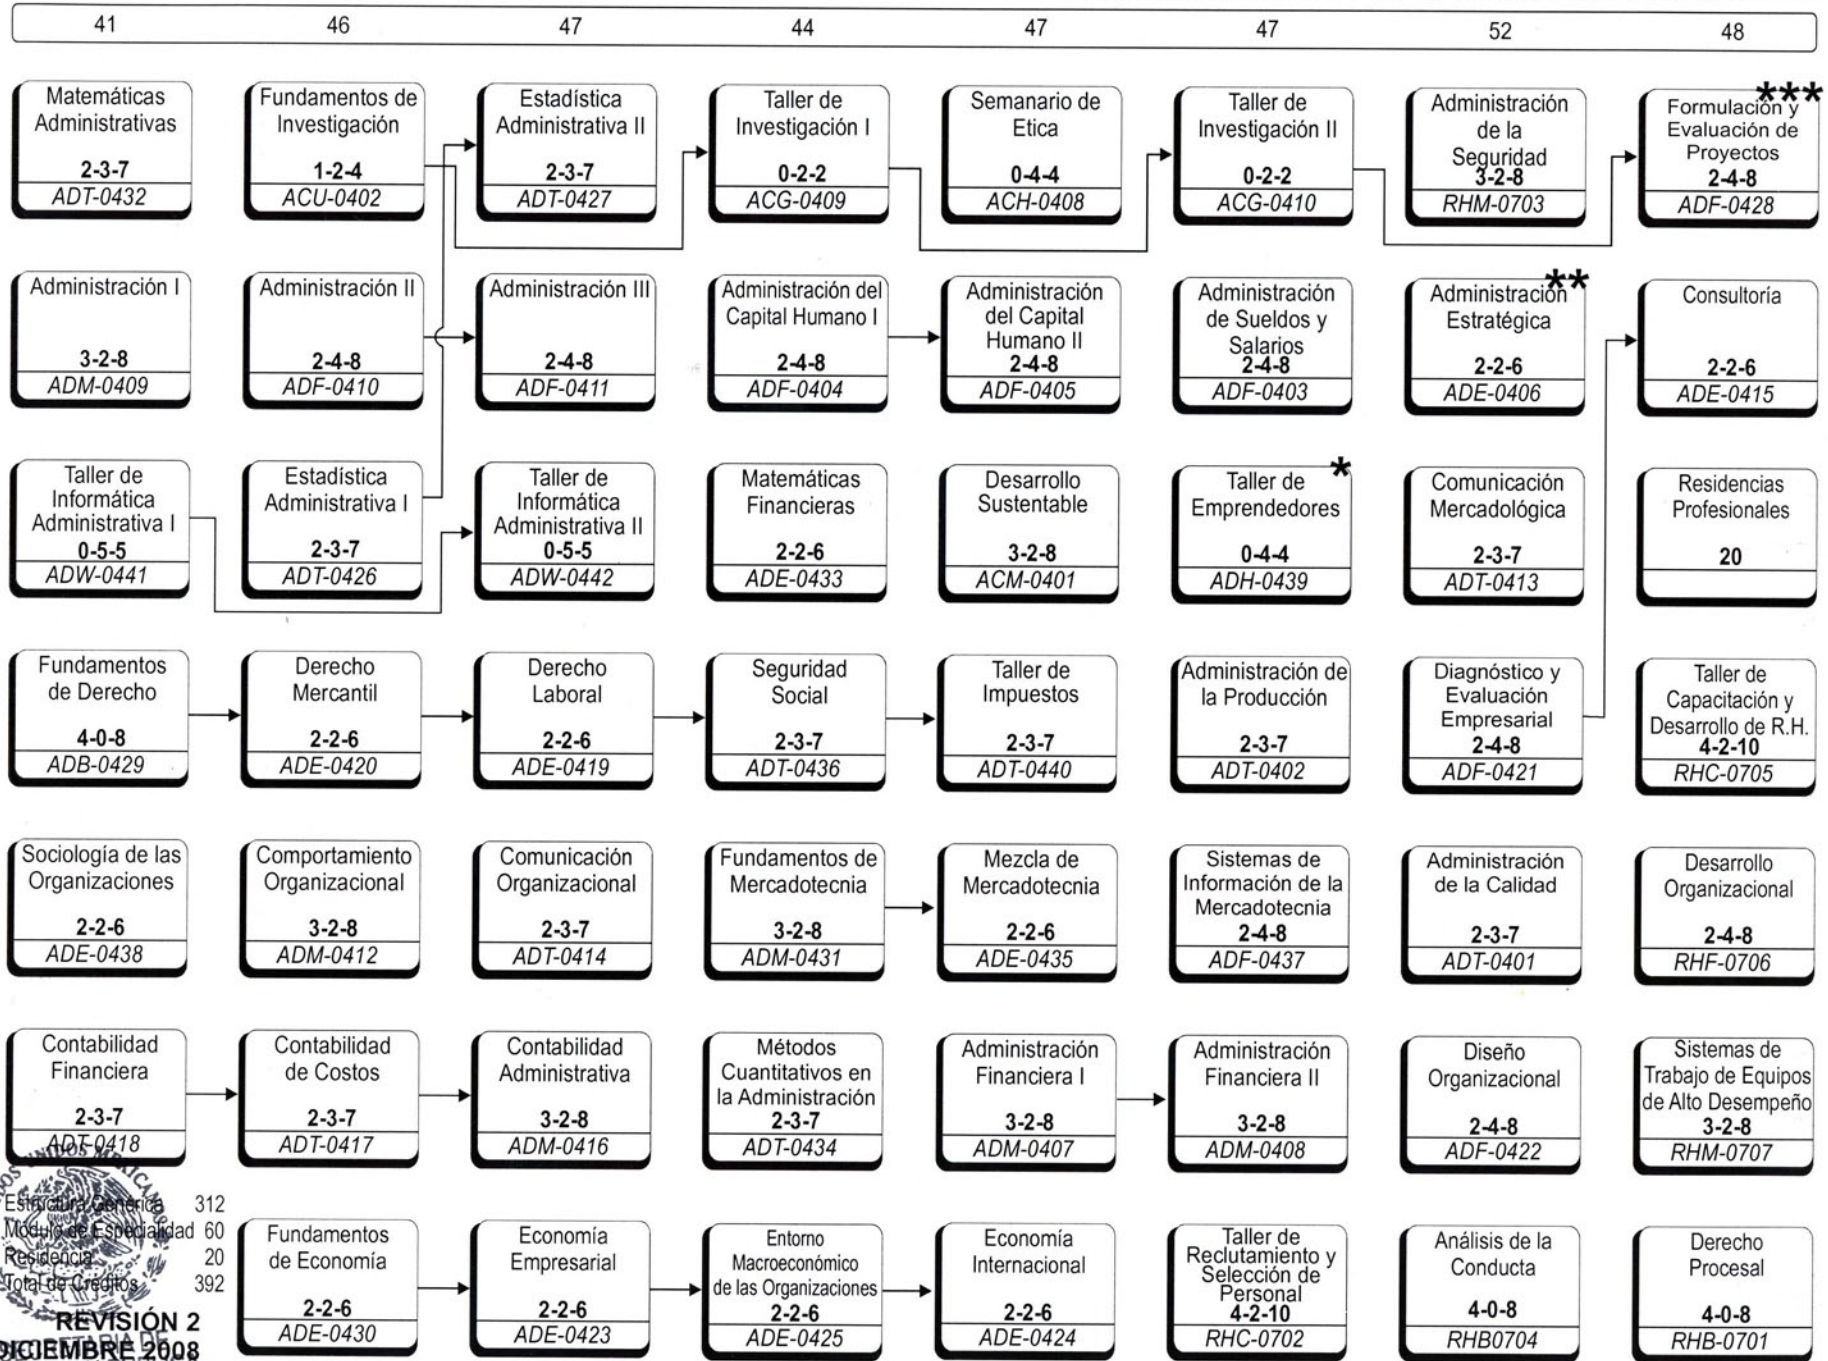 41 46 47 44 47 47 52 48
Matemáticas
Administrativas
2-3-7
ADT-0432
Fundamentos de
Investigación
1-2-4
ACU-0402
Estadística
Administrativa II
2-3-7
ADT-0427
Taller de
Investigación I
0-2-2
ACG-0409
Semanario de
Etica
0-4-4
ACH-0408
Taller de
Investigación II
0-2-2
ACG-0410
Administración
de la
Seguridad
3-2-8
RHM-0703
***
Formulación y
Evaluación de
Proyectos
2-4-8
ADF-0428
Administración I
3-2-8
ADM-0409
Administración II
2-4-8
ADF-0410
Administración III
2-4-8
ADF-0411
Administración del
Capital Humano I
2-4-8
ADF-0404
Administración
del Capital
Humano II
2-4-8
ADF-0405
Administración
de Sueldos y
Salarios
2-4-8
ADF-0403
**
Administración
Estratégica
2-2-6
ADE-0406
Consultoría
2-2-6
ADE-0415
Taller de
Informática
Administrativa I
0-5-5
ADW-0441
Estadística
Administrativa I
2-3-7
ADT-0426
Taller de
Informática
Administrativa II
0-5-5
ADW-0442
Matemáticas
Financieras
2-2-6
ADE-0433
Desarrollo
Sustentable
3-2-8
ACM-0401
*
Taller de
Emprendedores
0-4-4
ADH-0439
Comunicación
Mercadológica
2-3-7
ADT-0413
Residencias
Profesionales
20
Fundamentos
de Derecho
4-0-8
ADB-0429
Derecho
Mercantil
2-2-6
ADE-0420
Derecho
Laboral
2-2-6
ADE-0419
Seguridad
Social
2-3-7
ADT-0436
Taller de
Impuestos
2-3-7
ADT-0440
Administración de
la Producción
2-3-7
ADT-0402
Diagnóstico y
Evaluación
Empresarial
2-4-8
ADF-0421
Taller de
Capacitación y
Desarrollo de R.H.
4-2-10
RHC-0705
Sociología de las
Organizaciones
2-2-6
ADE-0438
Comportamiento
Organizacional
3-2-8
ADM-0412
Comunicación
Organizacional
2-3-7
ADT-0414
Fundamentos de
Mercadotecnia
3-2-8
ADM-0431
Mezcla de
Mercadotecnia
2-2-6
ADE-0435
Sistemas de
Información de la
Mercadotecnia
2-4-8
ADF-0437
Administración
de la Calidad
2-3-7
ADT-0401
Desarrollo
Organizacional
2-4-8
RHF-0706
Contabilidad
Financiera
2-3-7
ADT-0418
Contabilidad
de Costos
2-3-7
ADT-0417
Contabilidad
Administrativa
3-2-8
ADM-0416
Métodos
Cuantitativos en
la Administración
2-3-7
ADT-0434
Administración
Financiera I
3-2-8
ADM-0407
Administración
Financiera II
3-2-8
ADM-0408
Diseño
Organizacional
2-4-8
ADF-0422
Sistemas de
Trabajo de Equipos
de Alto Desempeño
3-2-8
RHM-0707
UNIDOS MEXICANOS
Estructura Genérica 312
Módulo de Especialidad 60
Residencia 20
Total de Créditos 392
REVISIÓN 2
DICIEMBRE 2008
SECRETARIA DE
Fundamentos
de Economía
2-2-6
ADE-0430
Economía
Empresarial
2-2-6
ADE-0423
Entorno
Macroeconómico
de las Organizaciones
2-2-6
ADE-0425
Economía
Internacional
2-2-6
ADE-0424
Taller de
Reclutamiento y
Selección de
Personal
4-2-10
RHC-0702
Análisis de la
Conducta
4-0-8
RHB0704
Derecho
Procesal
4-0-8
RHB-0701